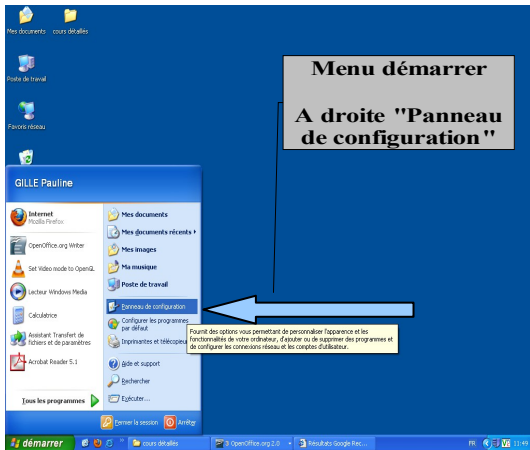 Mes documents
cours détaillés
Poste de travail
Favoris réseau
Menu démarrer
A droite "Panneau
de configuration"
GILLE Pauline
Internet
Mozilla Firefox
OpenOffice.org Writer
Set Video mode to OpenGL
Lecteur Windows Media
Calculatrice
Assistant Transfert de
fichiers et de paramètres
Acrobat Reader 5.1
Tous les programmes
Mes documents
Mes documents récents
Mes images
Ma musique
Poste de travail
Panneau de configuration
Configurer les programmes
par défaut
Imprimantes et télécopieurs
Aide et support
Rechercher
Exécuter...
Fournit des options vous permettant de personnaliser l'apparence et les
fonctionnalités de votre ordinateur, d'ajouter ou de supprimer des programmes et
de configurer les connexions réseau et les comptes d'utilisateur.
Fermer la session
Arrêter
démarrer
cours détaillés
3 OpenOffice.org 2.0
Résultats Google Rec...
FR
11:49